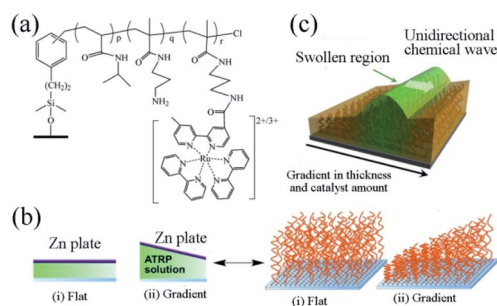 (a)
p
q
r
Cl
O
NH
O
NH
O
NH
(CH₂)₂
Si
O
NH₂
NH
O
2+/3+
N
N
N
Ru
N
N
N
(c)
Swollen region
Unidirectional
chemical wave
Gradient in thickness
and catalyst amount
(b)
Zn plate
(i) Flat
Zn plate
ATRP
solution
(ii) Gradient
(i) Flat
(ii) Gradient